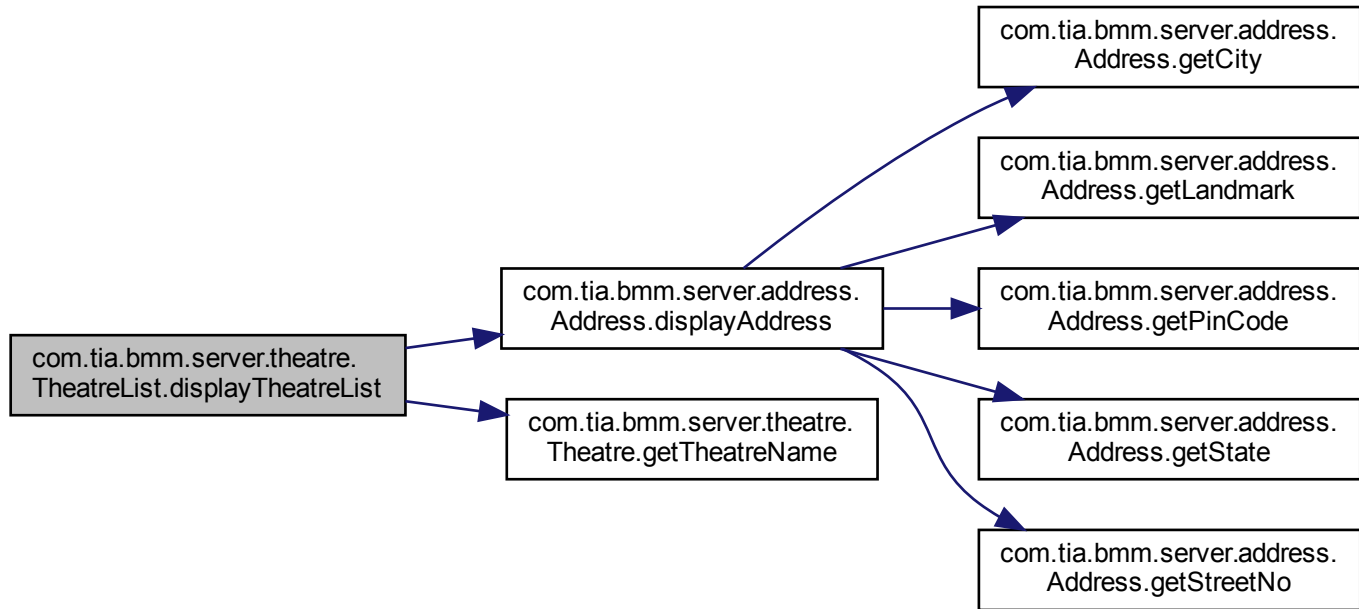 com.tia.bmm.server.address.
Address.getCity
com.tia.bmm.server.address.
Address.getLandmark
com.tia.bmm.server.address.
Address.displayAddress
com.tia.bmm.server.address.
Address.getPinCode
com.tia.bmm.server.theatre.
TheatreList.displayTheatreList
com.tia.bmm.server.theatre.
Theatre.getTheatreName
com.tia.bmm.server.address.
Address.getState
com.tia.bmm.server.address.
Address.getStreetNo